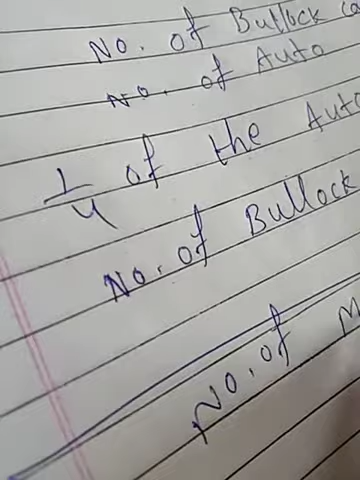 No. of Bullock
No. of Auto
1/4 of the Auto
No. of Bullock
No. of